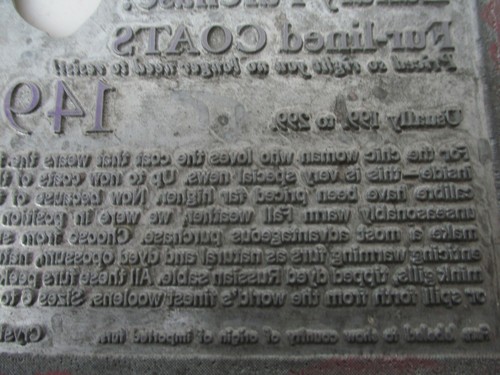 Purchase.
Fur-lined COATS
Priced so right you no longer need to resist!
Usually 199. to 299. 149
For the chic woman who loves the coat that wears
inside—this is very special news. Up to now coats of
calibre have been priced far higher. Now, because of
unseasonably warm Fall weather, we were in position
make a most advantageous purchase. Choose from
enticing warming furs as natural and dyed opossum,
mink gills, tipped dyed Russian sable. All these furs peek
or spill forth from the world's finest woolens. Sizes 6 to
Furs labeled to show country of origin of imported furs. Cryst